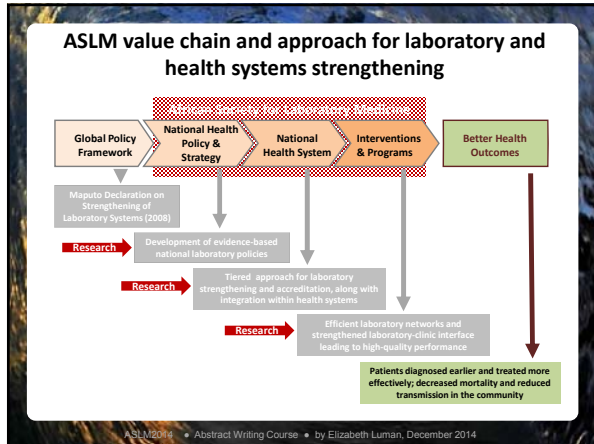 ASLM value chain and approach for laboratory and
health systems strengthening
African Society for Laboratory Medicine
Global Policy
Framework
National Health
Policy &
Strategy
National
Health System
Interventions
& Programs
Better Health
Outcomes
Maputo Declaration on
Strengthening of
Laboratory Systems (2008)
Research
Development of evidence-based
national laboratory policies
Research
Tiered approach for laboratory
strengthening and accreditation, along with
integration within health systems
Research
Efficient laboratory networks and
strengthened laboratory-clinic interface
leading to high-quality performance
Patients diagnosed earlier and treated more
effectively; decreased mortality and reduced
transmission in the community
ASLM2014 ● Abstract Writing Course ● by Elizabeth Luman, December 2014